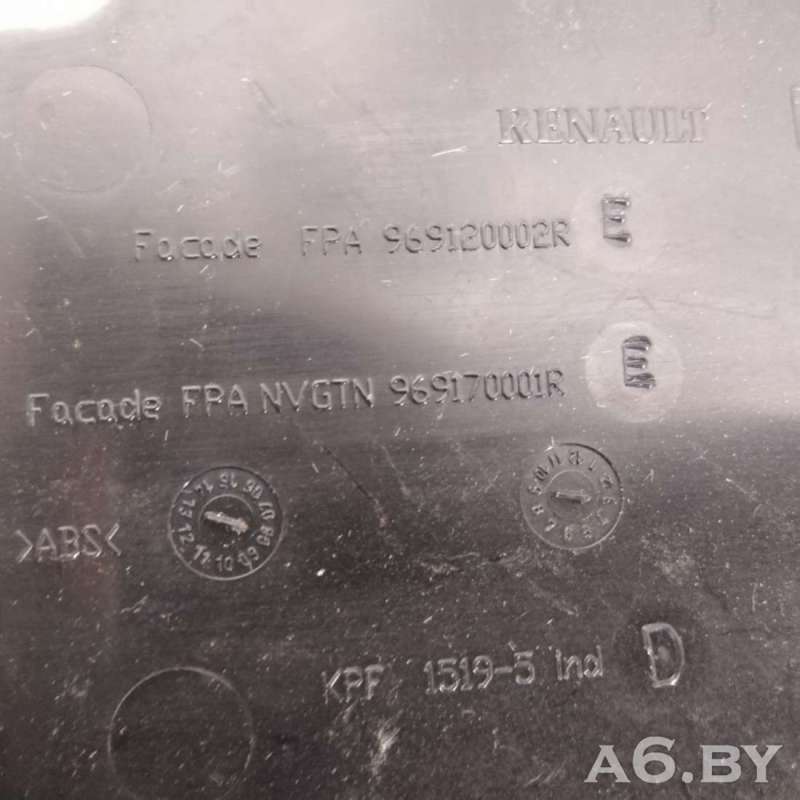 RENAULT
Facade FPA 969120002R E
Facade FPA NVGTN 969170001R E
>ABS<
KPF 1519-5 Ind D
A6.BY